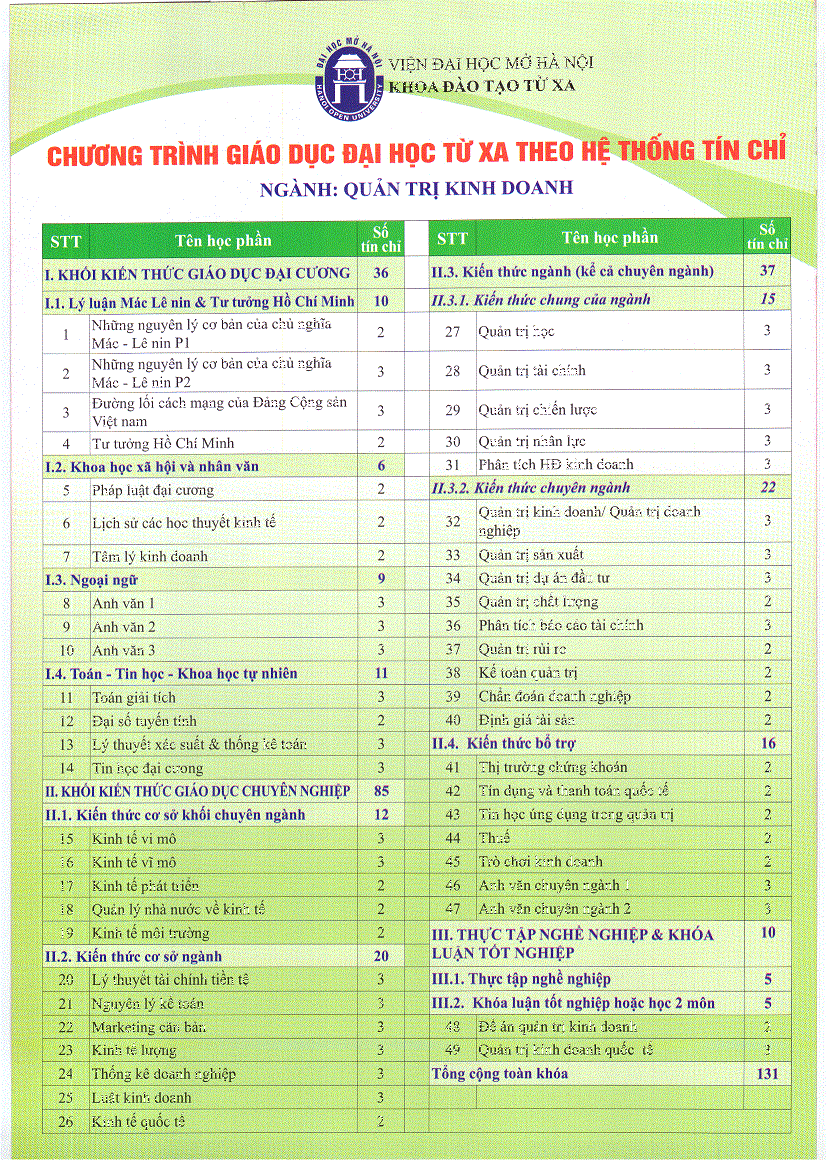 ĐẠI HỌC MỞ HÀ NỘI
HANOI OPEN UNIVERSITY
VIỆN ĐẠI HỌC MỞ HÀ NỘI
KHOA ĐÀO TẠO TỪ XA
CHƯƠNG TRÌNH GIÁO DỤC ĐẠI HỌC TỪ XA THEO HỆ THỐNG TÍN CHỈ
NGÀNH: QUẢN TRỊ KINH DOANH
STT Tên học phần Số tín chỉ
I. KHỐI KIẾN THỨC GIÁO DỤC ĐẠI CƯƠNG 36
I.1. Lý luận Mác Lê nin & Tư tưởng Hồ Chí Minh 10
1 Những nguyên lý cơ bản của chủ nghĩa
Mác - Lê nin P1 2
2 Những nguyên lý cơ bản của chủ nghĩa
Mác - Lê nin P2 3
3 Đường lối cách mạng của Đảng Cộng sản
Việt nam 3
4 Tư tưởng Hồ Chí Minh 2
I.2. Khoa học xã hội và nhân văn 6
5 Pháp luật đại cương 2
6 Lịch sử các học thuyết kinh tế 2
7 Tâm lý kinh doanh 2
I.3. Ngoại ngữ 9
8 Anh văn 1 3
9 Anh văn 2 3
10 Anh văn 3 3
I.4. Toán - Tin học - Khoa học tự nhiên 11
11 Toán giải tích 3
12 Đại số tuyến tính 2
13 Lý thuyết xác suất & thống kê toán 3
14 Tin học đại cương 3
II. KHỐI KIẾN THỨC GIÁO DỤC CHUYÊN NGHIỆP 85
II.1. Kiến thức cơ sở khối chuyên ngành 12
15 Kinh tế vi mô 3
16 Kinh tế vĩ mô 3
17 Kinh tế phát triển 2
18 Quản lý nhà nước về kinh tế 2
19 Kinh tế môi trường 2
II.2. Kiến thức cơ sở ngành 20
20 Lý thuyết tài chính tiền tệ 3
21 Nguyên lý kế toán 3
22 Marketing căn bản 3
23 Kinh tế lượng 3
24 Thống kê doanh nghiệp 3
25 Luật kinh doanh 3
26 Kinh tế quốc tế 2
STT Tên học phần Số tín chỉ
II.3. Kiến thức ngành (kể cả chuyên ngành) 37
II.3.1. Kiến thức chung của ngành 15
27 Quản trị học 3
28 Quản trị tài chính 3
29 Quản trị chiến lược 3
30 Quản trị nhân lực 3
31 Phân tích HĐ kinh doanh 3
II.3.2. Kiến thức chuyên ngành 22
32 Quản trị kinh doanh/ Quản trị doanh
nghiệp 3
33 Quản trị sản xuất 3
34 Quản trị dự án đầu tư 3
35 Quản trị chất lượng 2
36 Phân tích báo cáo tài chính 3
37 Quản trị rủi ro 2
38 Kế toán quản trị 2
39 Chẩn đoán doanh nghiệp 2
40 Định giá tài sản 2
II.4. Kiến thức bổ trợ 16
41 Thị trường chứng khoán 2
42 Tín dụng và thanh toán quốc tế 2
43 Tin học ứng dụng trong quản trị 2
44 Thuế 2
45 Trò chơi kinh doanh 2
46 Anh văn chuyên ngành 1 3
47 Anh văn chuyên ngành 2 3
III. THỰC TẬP NGHỀ NGHIỆP & KHÓA 10
LUẬN TỐT NGHIỆP
III.1. Thực tập nghề nghiệp 5
III.2. Khóa luận tốt nghiệp hoặc học 2 môn 5
48 Đề án quản trị kinh doanh 2
49 Quản trị kinh doanh quốc tế 3
Tổng cộng toàn khóa 131